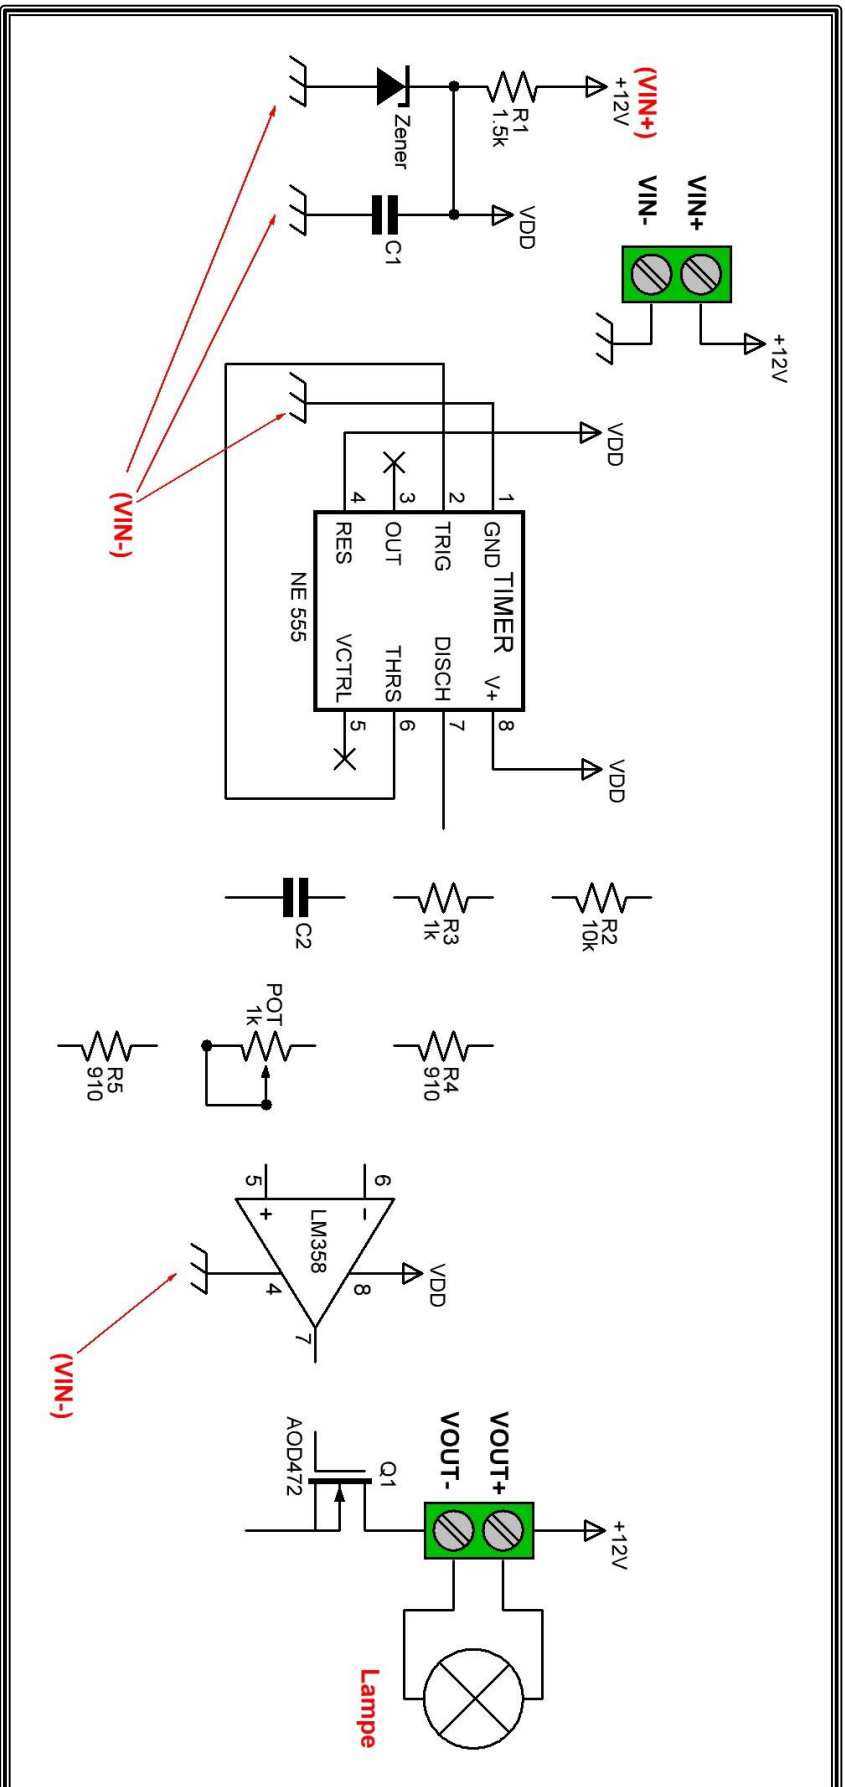 (VIN+)
+12V
R1
1.5k
Zener
VDD
C1
VIN+
VIN-
+12V
(VIN-)
VDD
1
2
3
4
GND
TRIG
OUT
RES
TIMER
NE 555
V+
DISCH
THRS
VCTRL
8
7
6
5
VDD
R2
10k
R3
1k
C2
R4
910
POT
1k
R5
910
6
5
-
+
LM358
8
4
7
VDD
(VIN-)
VOUT+
VOUT-
+12V
Q1
AOD472
Lampe